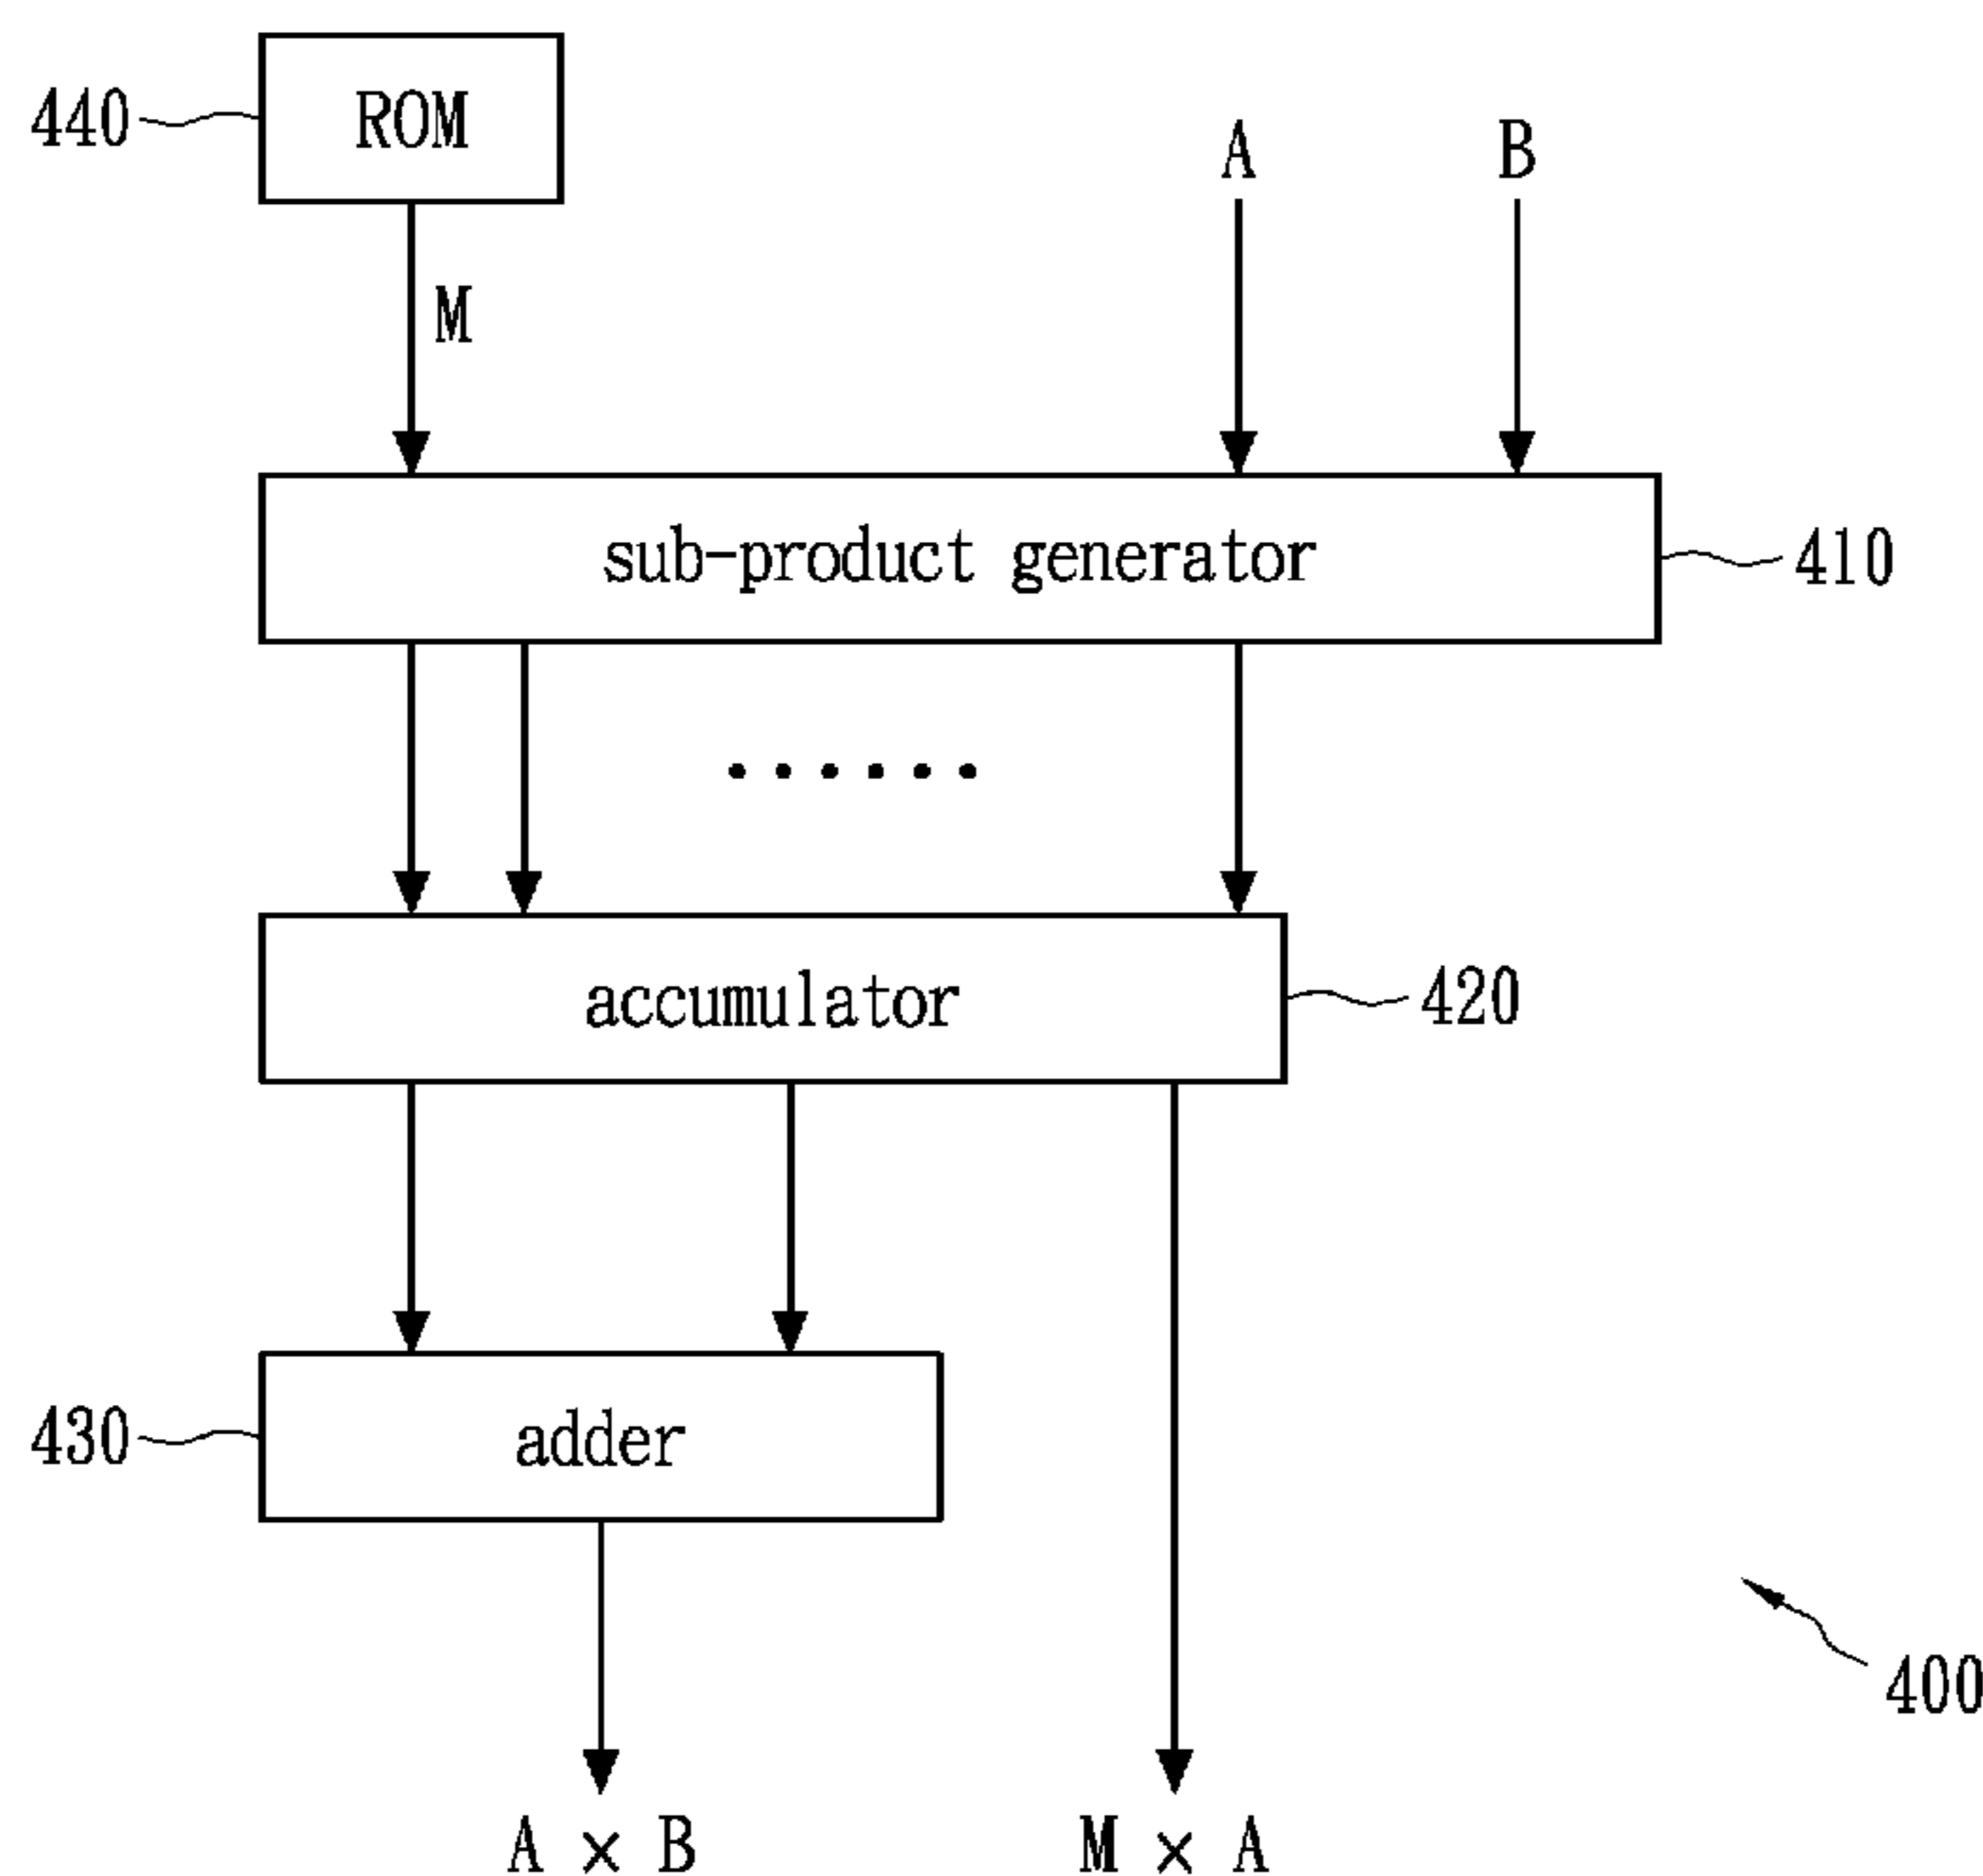 440
ROM
A
B
M
sub-product generator
410
......
accumulator
420
430
adder
400
A × B
M × A